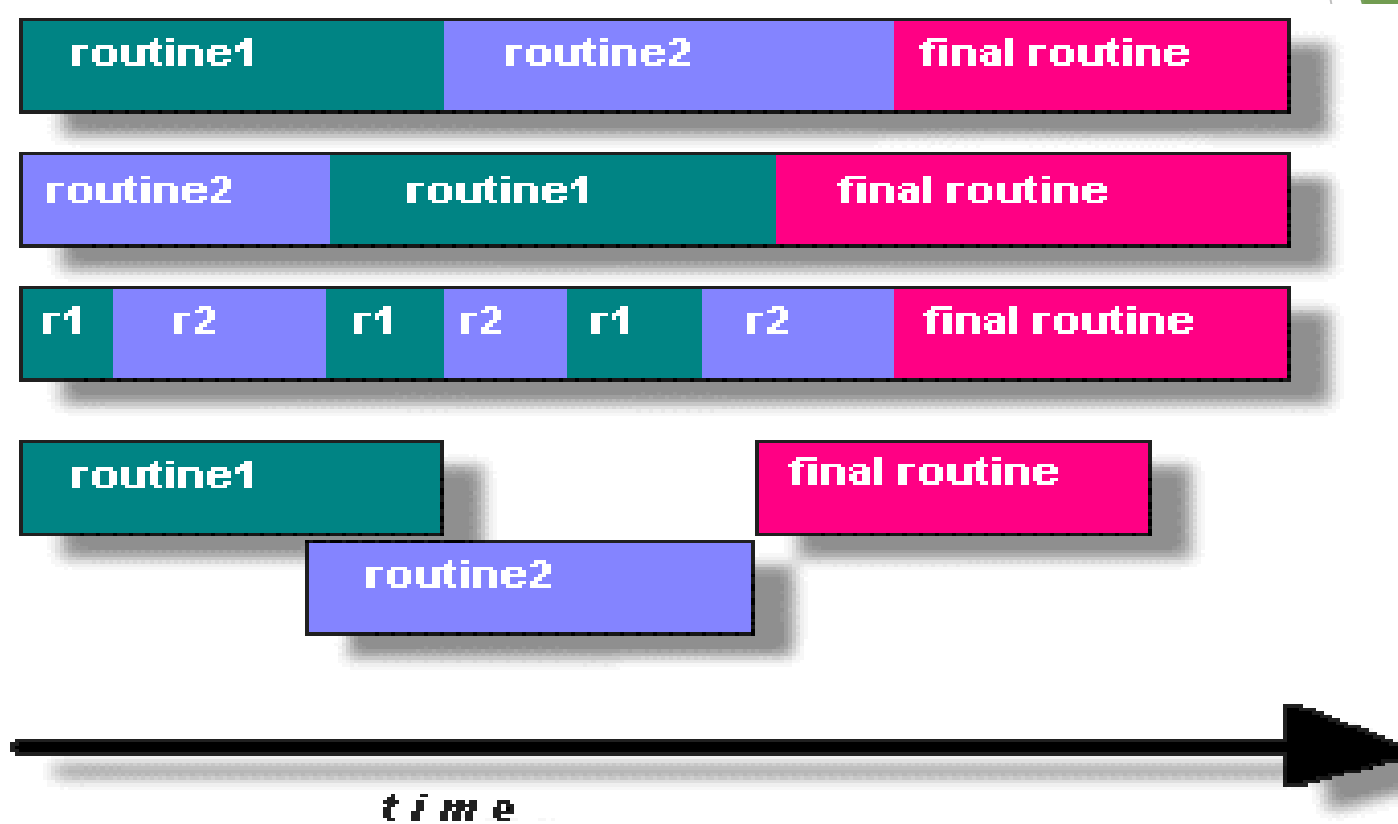 routine1 routine2 final routine
routine2 routine1 final routine
r1 r2 r1 r2 r1 r2 final routine
routine1 final routine
routine2
time